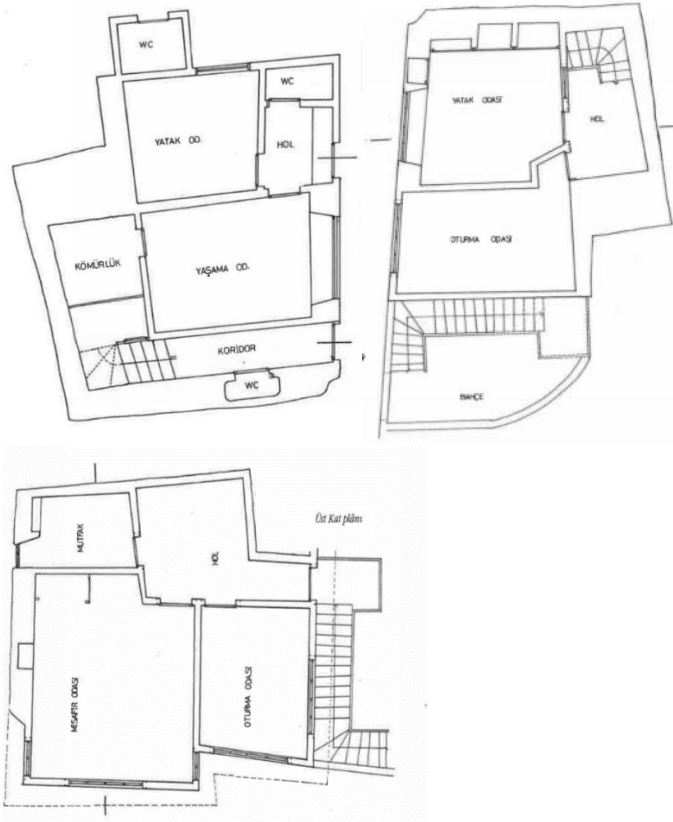 WC
WC
YATAK OD.
HOL
KÖMÜRLÜK
YAŞAMA OD.
KORİDOR
WC
YATAK ODASI
HOL
OTURMA ODASI
BAHÇE
MUTFAK
HOL
Üst Kat plânı
MİSAFİR ODASI
OTURMA ODASI